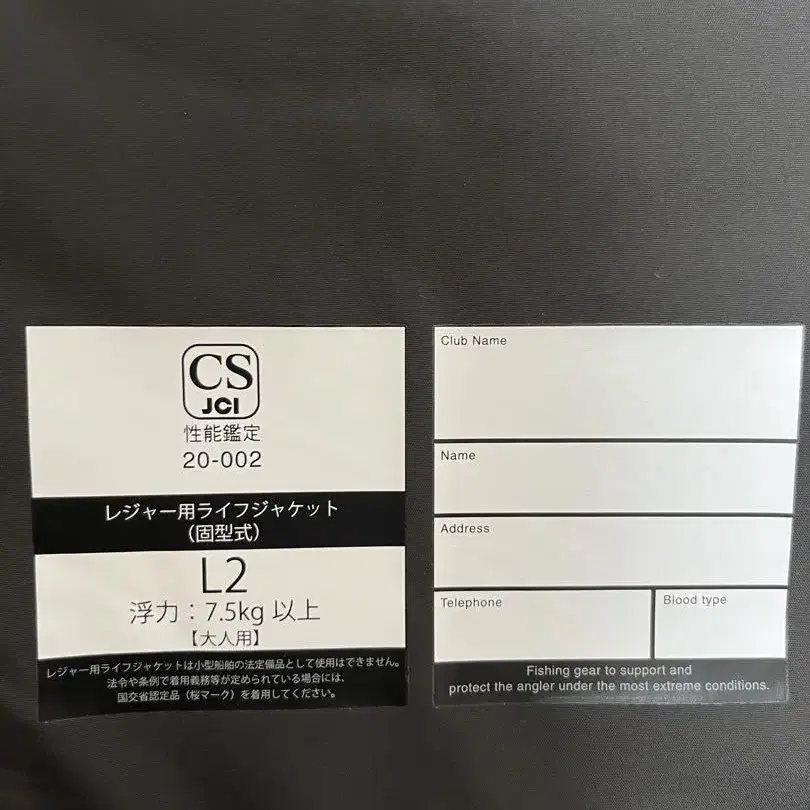 CS
JCI
性能鑑定
20-002
レジャー用ライフジャケット
(固型式)
L2
浮力：7.5kg 以上
【大人用】
レジャー用ライフジャケットは小型船舶の法定備品として使用はできません。
法令や条例で着用義務等が定められている場合には、
国交省認定品（桜マーク）を着用してください。
Club Name
Name
Address
Telephone
Blood type
Fishing gear to support and
protect the angler under the most extreme conditions.